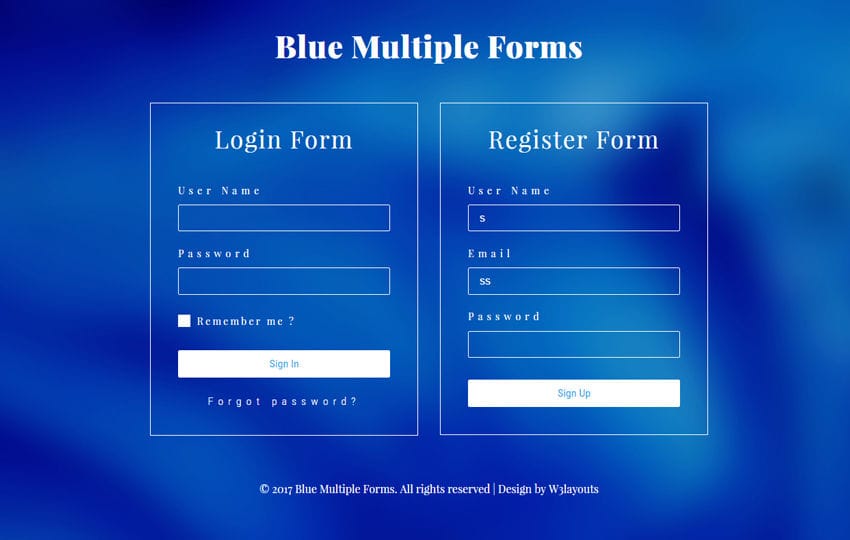 Blue Multiple Forms
Login Form
User Name
Password
Remember me ?
Sign In
Forgot password?
Register Form
User Name
s
Email
ss
Password
Sign Up
© 2017 Blue Multiple Forms. All rights reserved | Design by W3layouts